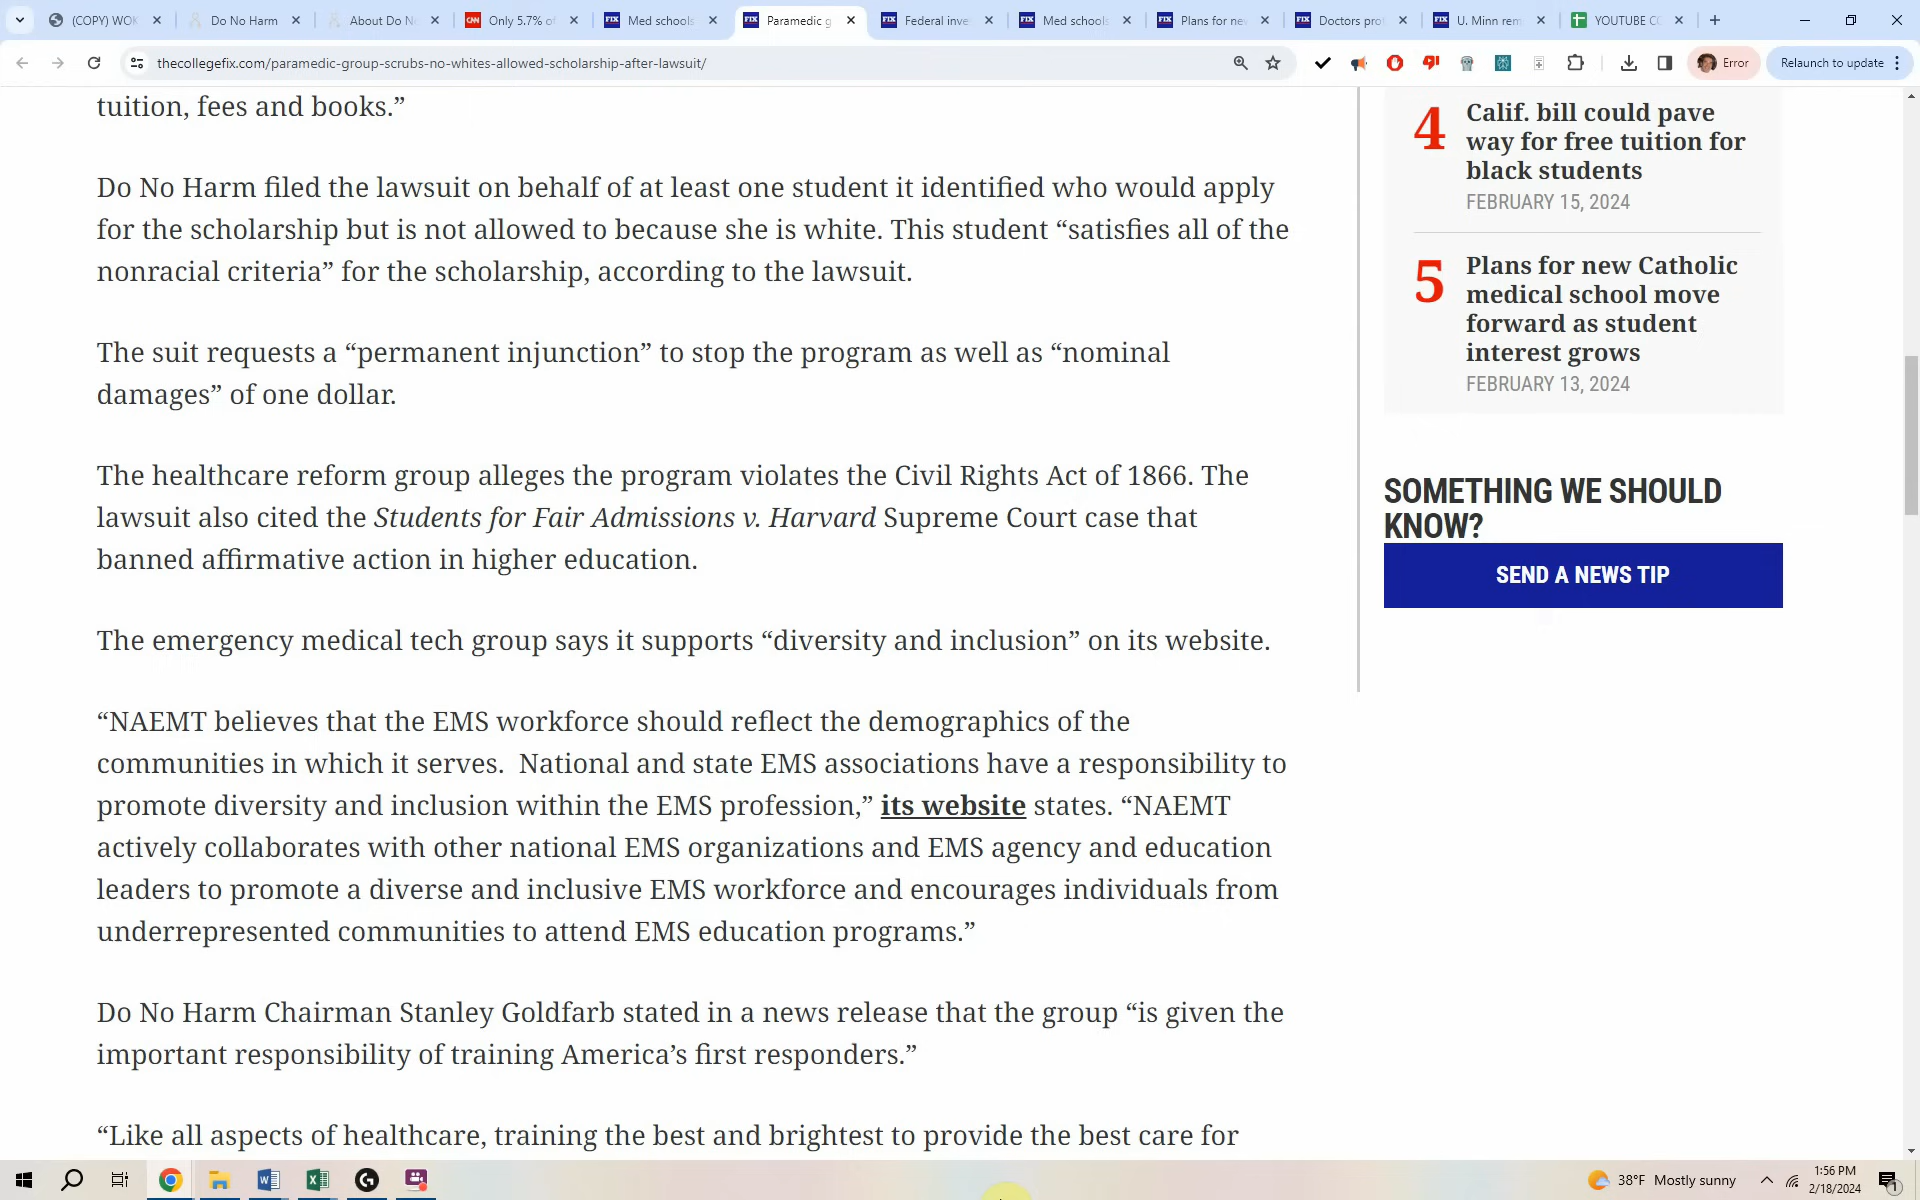 (COPY) WOK
Do No Harm
About Do N
Only 5.7% of
Med schools
Paramedic g
Federal inve
Med schools
Plans for new
Doctors pro
U. Minn rem
YOUTUBE CO
thecollegefix.com/paramedic-group-scrubs-no-whites-allowed-scholarship-after-lawsuit/
Error
Relaunch to update
tuition, fees and books.”
Do No Harm filed the lawsuit on behalf of at least one student it identified who would apply
for the scholarship but is not allowed to because she is white. This student “satisfies all of the
nonracial criteria” for the scholarship, according to the lawsuit.
The suit requests a “permanent injunction” to stop the program as well as “nominal
damages” of one dollar.
The healthcare reform group alleges the program violates the Civil Rights Act of 1866. The
lawsuit also cited the Students for Fair Admissions v. Harvard Supreme Court case that
banned affirmative action in higher education.
The emergency medical tech group says it supports “diversity and inclusion” on its website.
“NAEMT believes that the EMS workforce should reflect the demographics of the
communities in which it serves.  National and state EMS associations have a responsibility to
promote diversity and inclusion within the EMS profession,” its website states. “NAEMT
actively collaborates with other national EMS organizations and EMS agency and education
leaders to promote a diverse and inclusive EMS workforce and encourages individuals from
underrepresented communities to attend EMS education programs.”
Do No Harm Chairman Stanley Goldfarb stated in a news release that the group “is given the
important responsibility of training America’s first responders.”
“Like all aspects of healthcare, training the best and brightest to provide the best care for
4
Calif. bill could pave
way for free tuition for
black students
FEBRUARY 15, 2024
5
Plans for new Catholic
medical school move
forward as student
interest grows
FEBRUARY 13, 2024
SOMETHING WE SHOULD
KNOW?
SEND A NEWS TIP
38°F Mostly sunny
1:56 PM
2/18/2024